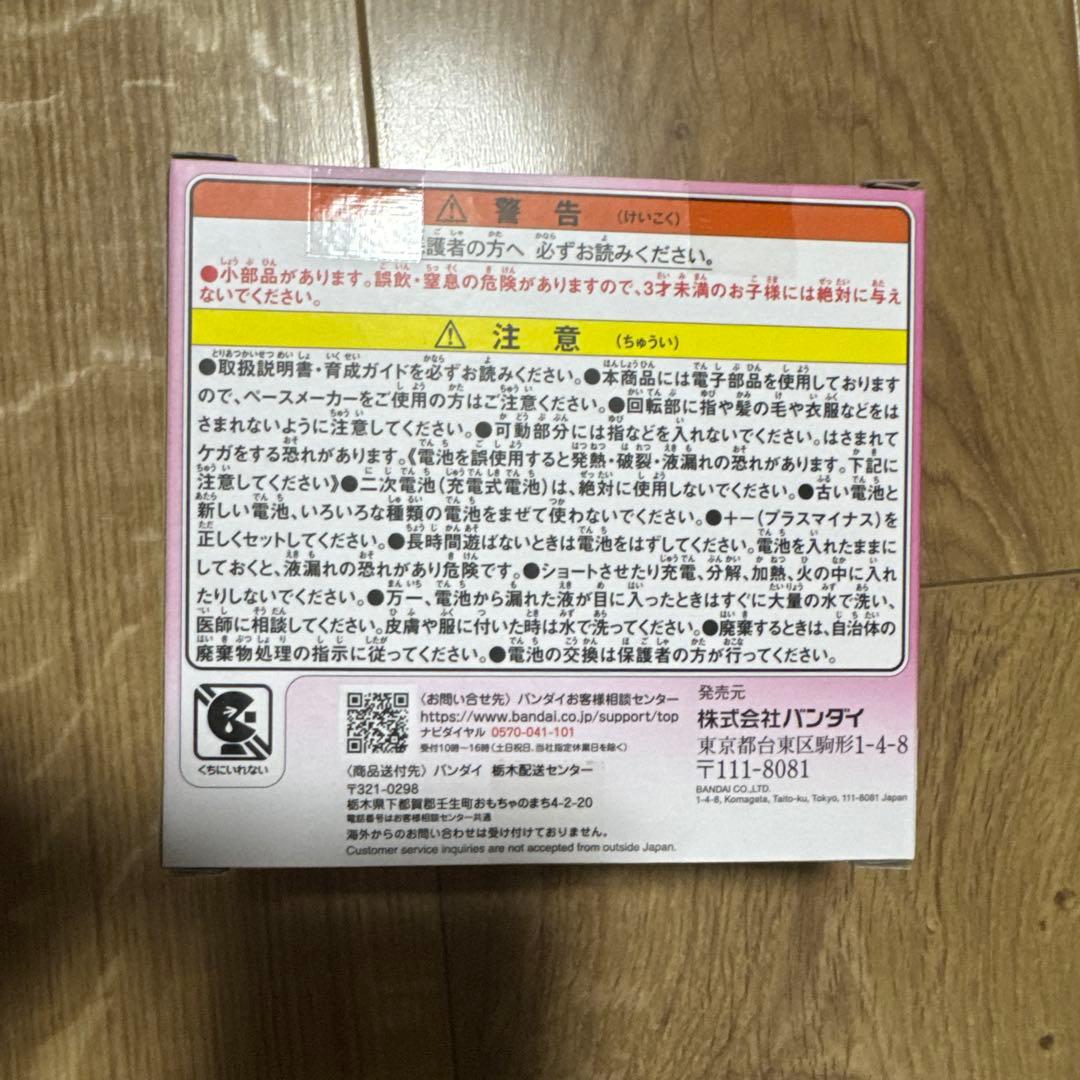 警告 (けいこく)
護者の方へ 必ずお読みください。
●小部品があります。誤飲・窒息の危険がありますので、3才未満のお子様には絶対に与え
ないでください。
注意 (ちゅうい)
●取扱説明書・育成ガイドを必ずお読みください。●本商品には電子部品を使用しております
ので、ペースメーカーをご使用の方はご注意ください。●回転部に指や髪の毛や衣服などをは
さまれないように注意してください。●可動部分には指などを入れないでください。はさまれて
ケガをする恐れがあります。《電池を誤使用すると発熱・破裂・液漏れの恐れがあります。下記に
注意してください》●二次電池(充電式電池)は、絶対に使用しないでください。●古い電池と
新しい電池、いろいろな種類の電池をまぜて使わないでください。●+-(プラスマイナス)を
正しくセットしてください。●長時間遊ばないときは電池をはずしてください。電池を入れたままに
しておくと、液漏れの恐れがあり危険です。●ショートさせたり充電、分解、加熱、火の中に入れ
たりしないでください。●万一、電池から漏れた液が目に入ったときはすぐに大量の水で洗い、
医師に相談してください。皮膚や服に付いた時は水で洗ってください。●廃棄するときは、自治体の
廃棄物処理の指示に従ってください。●電池の交換は保護者の方が行ってください。
くちにいれない
〈お問い合せ先〉バンダイお客様相談センター
https://www.bandai.co.jp/support/top
ナビダイヤル 0570-041-101
受付10時〜16時(土日祝日、当社指定休業日を除く)
〈商品送付先〉バンダイ 栃木配送センター
〒321-0298
栃木県下都賀郡壬生町おもちゃのまち4-2-20
電話番号はお客様相談センター共通
海外からのお問い合わせは受け付けておりません。
Customer service inquiries are not accepted from outside Japan.
発売元
株式会社バンダイ
東京都台東区駒形1-4-8
〒111-8081
BANDAI CO.,LTD.
1-4-8, Komagata, Taito-ku, Tokyo, 111-8081 Japan